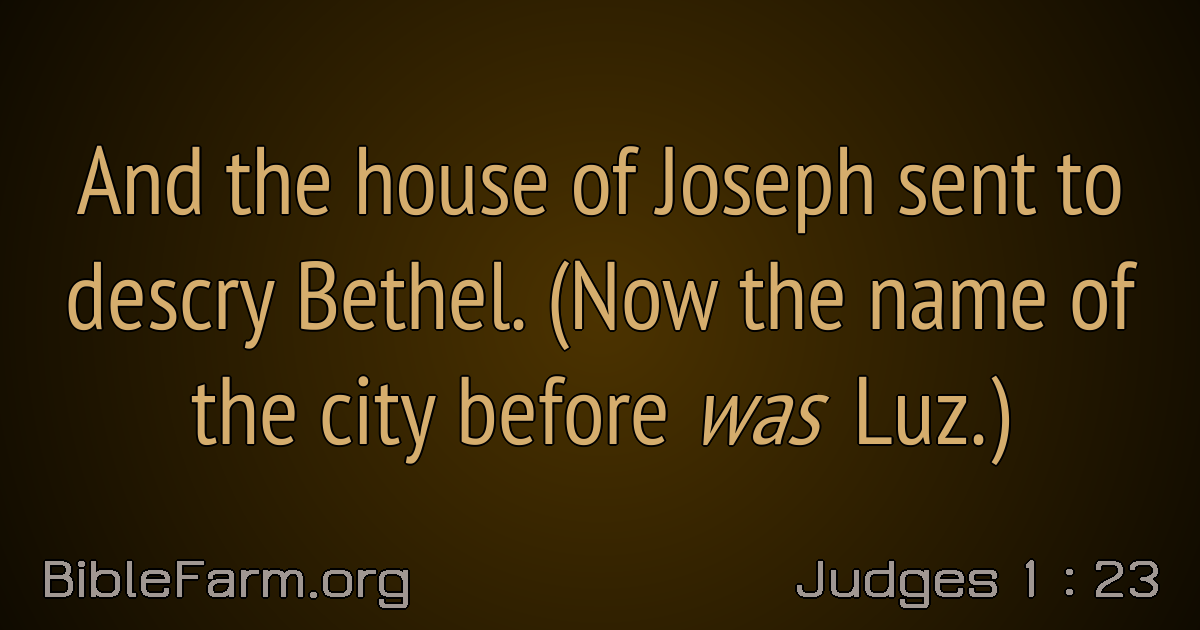 And the house of Joseph sent to
descry Bethel. (Now the name of
the city before was Luz.)
BibleFarm.org
Judges 1 : 23